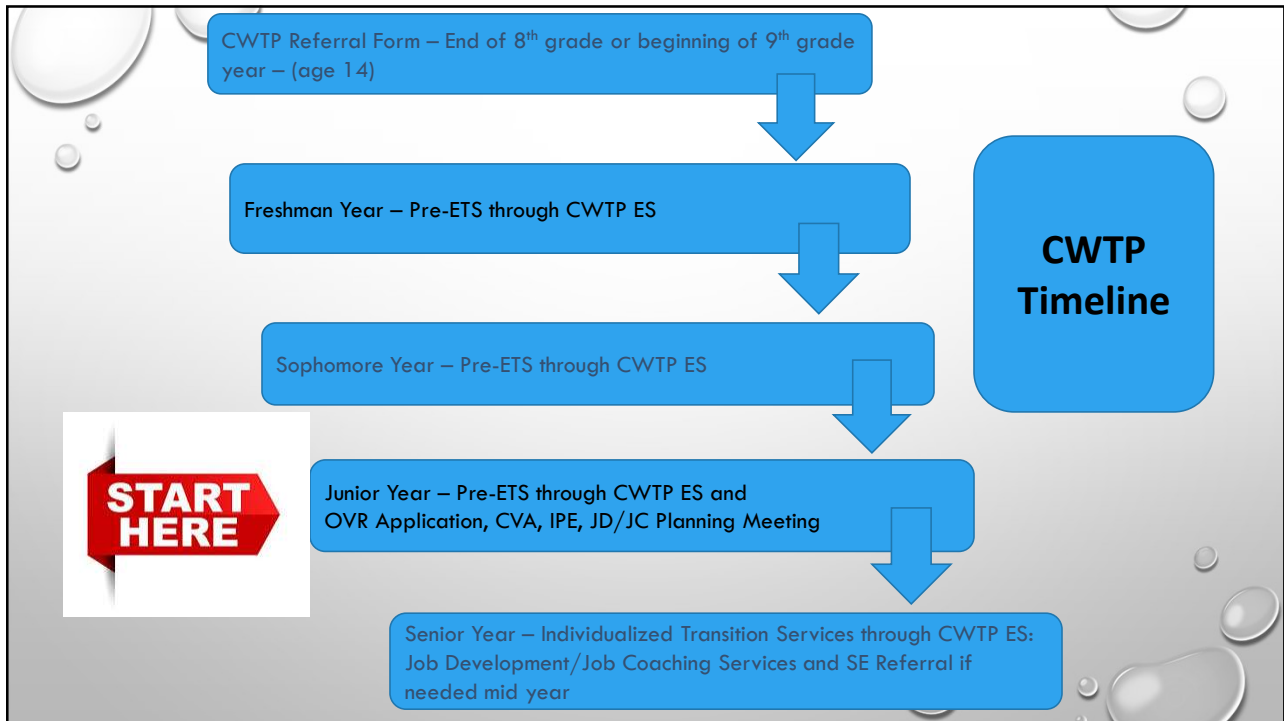 CWTP Referral Form – End of 8th grade or beginning of 9th grade
year – (age 14)
Freshman Year – Pre-ETS through CWTP ES
CWTP
Timeline
Sophomore Year – Pre-ETS through CWTP ES
START
HERE
Junior Year – Pre-ETS through CWTP ES and
OVR Application, CVA, IPE, JD/JC Planning Meeting
Senior Year – Individualized Transition Services through CWTP ES:
Job Development/Job Coaching Services and SE Referral if
needed mid year